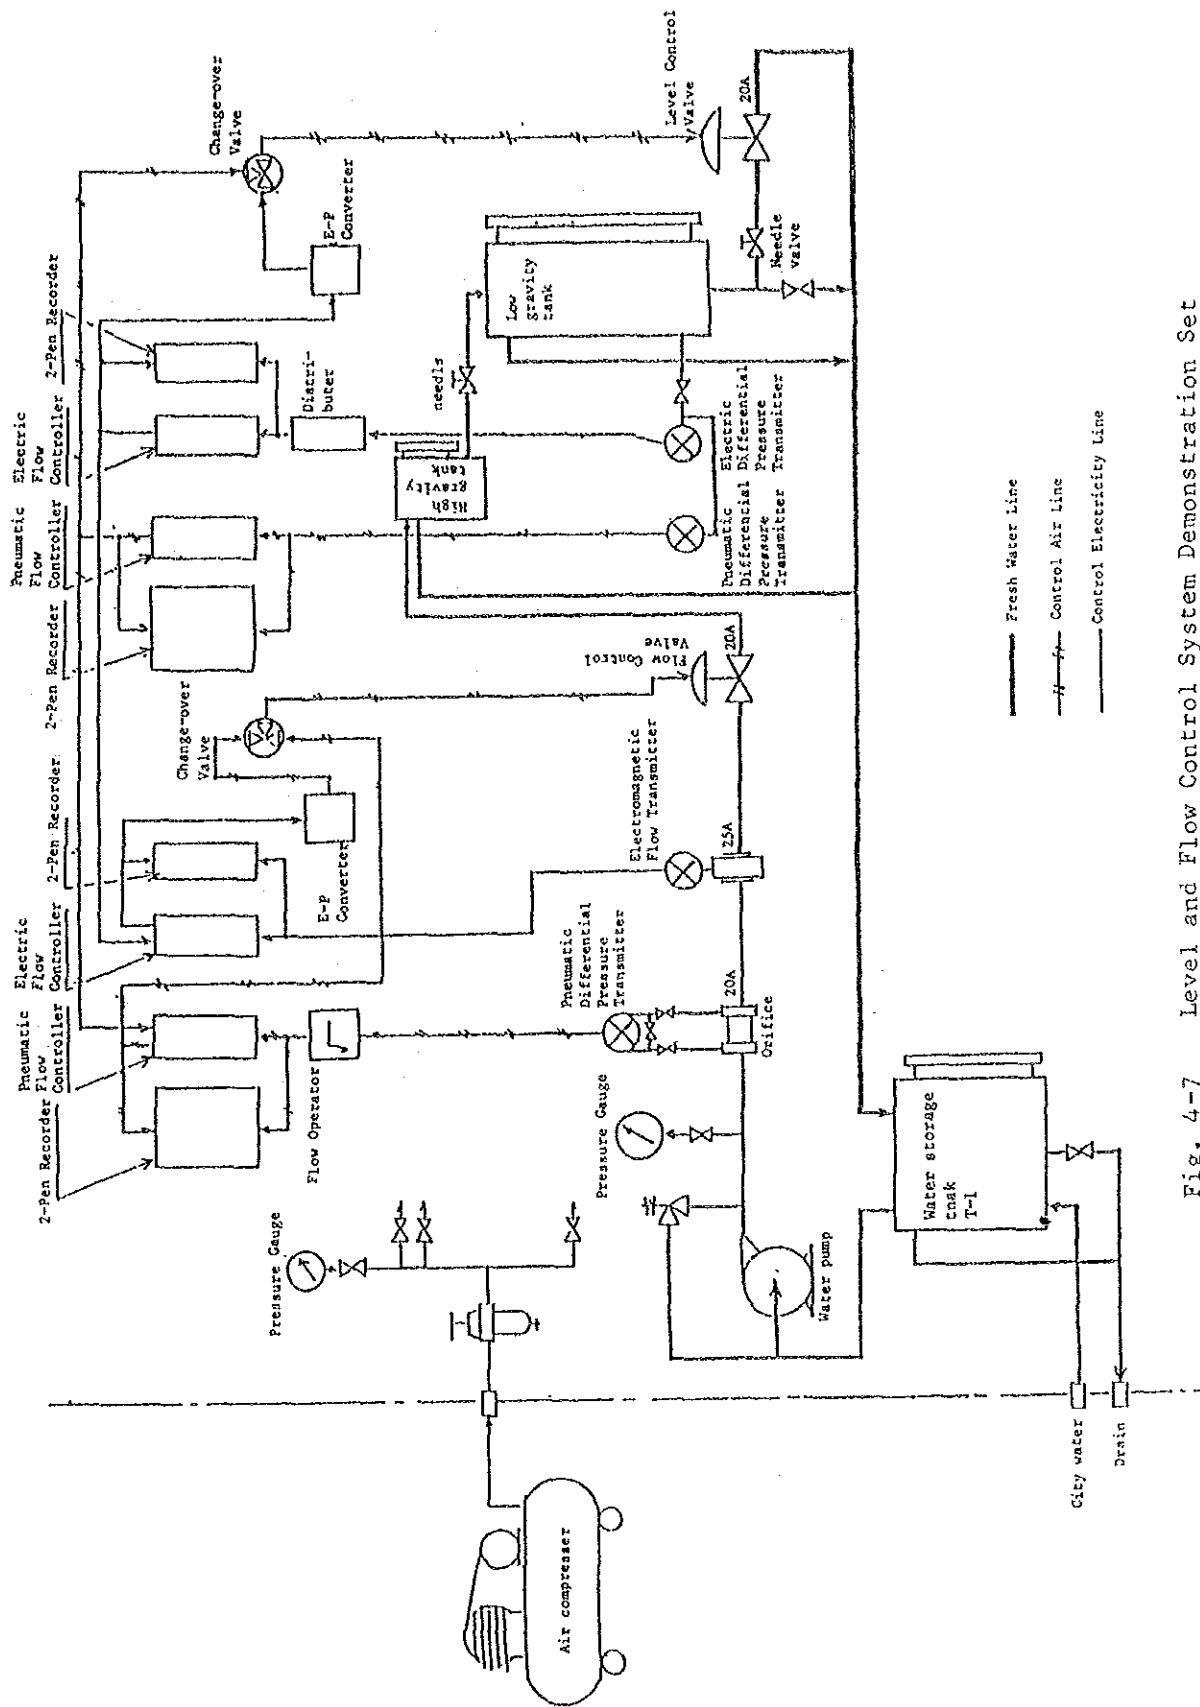 2-Pen Recorder
Pneumatic
Flow
Controller
Electric
Flow
Controller
2-Pen Recorder
2-Pen Recorder
Pneumatic
Flow
Controller
Electric
Flow
Controller
2-Pen Recorder
Change-over
Valve
E-P
Converter
Change-over
Valve
E-P
Converter
Flow Operator
Diatri-
buter
Pressure Gauge
Air compresser
High
gravity
tank
needls
Low
gravity
tank
Level Control
Valve
20A
Needle
Valve
Pressure Gauge
Pneumatic
Differential
Pressure
Transmitter
20A
Orifice
Electromagnetic
Flow Transmitter
25A
Flow Control
Valve
20A
Pneumatic
Differential
Pressure
Transmitter
Electric
Differential
Pressure
Transmitter
Water pump
Water storage
tnak
T-1
City water
Drain
Fresh Water Line
Control Air Line
Control Electricity Line
Fig. 4-7 Level and Flow Control System Demonstration Set